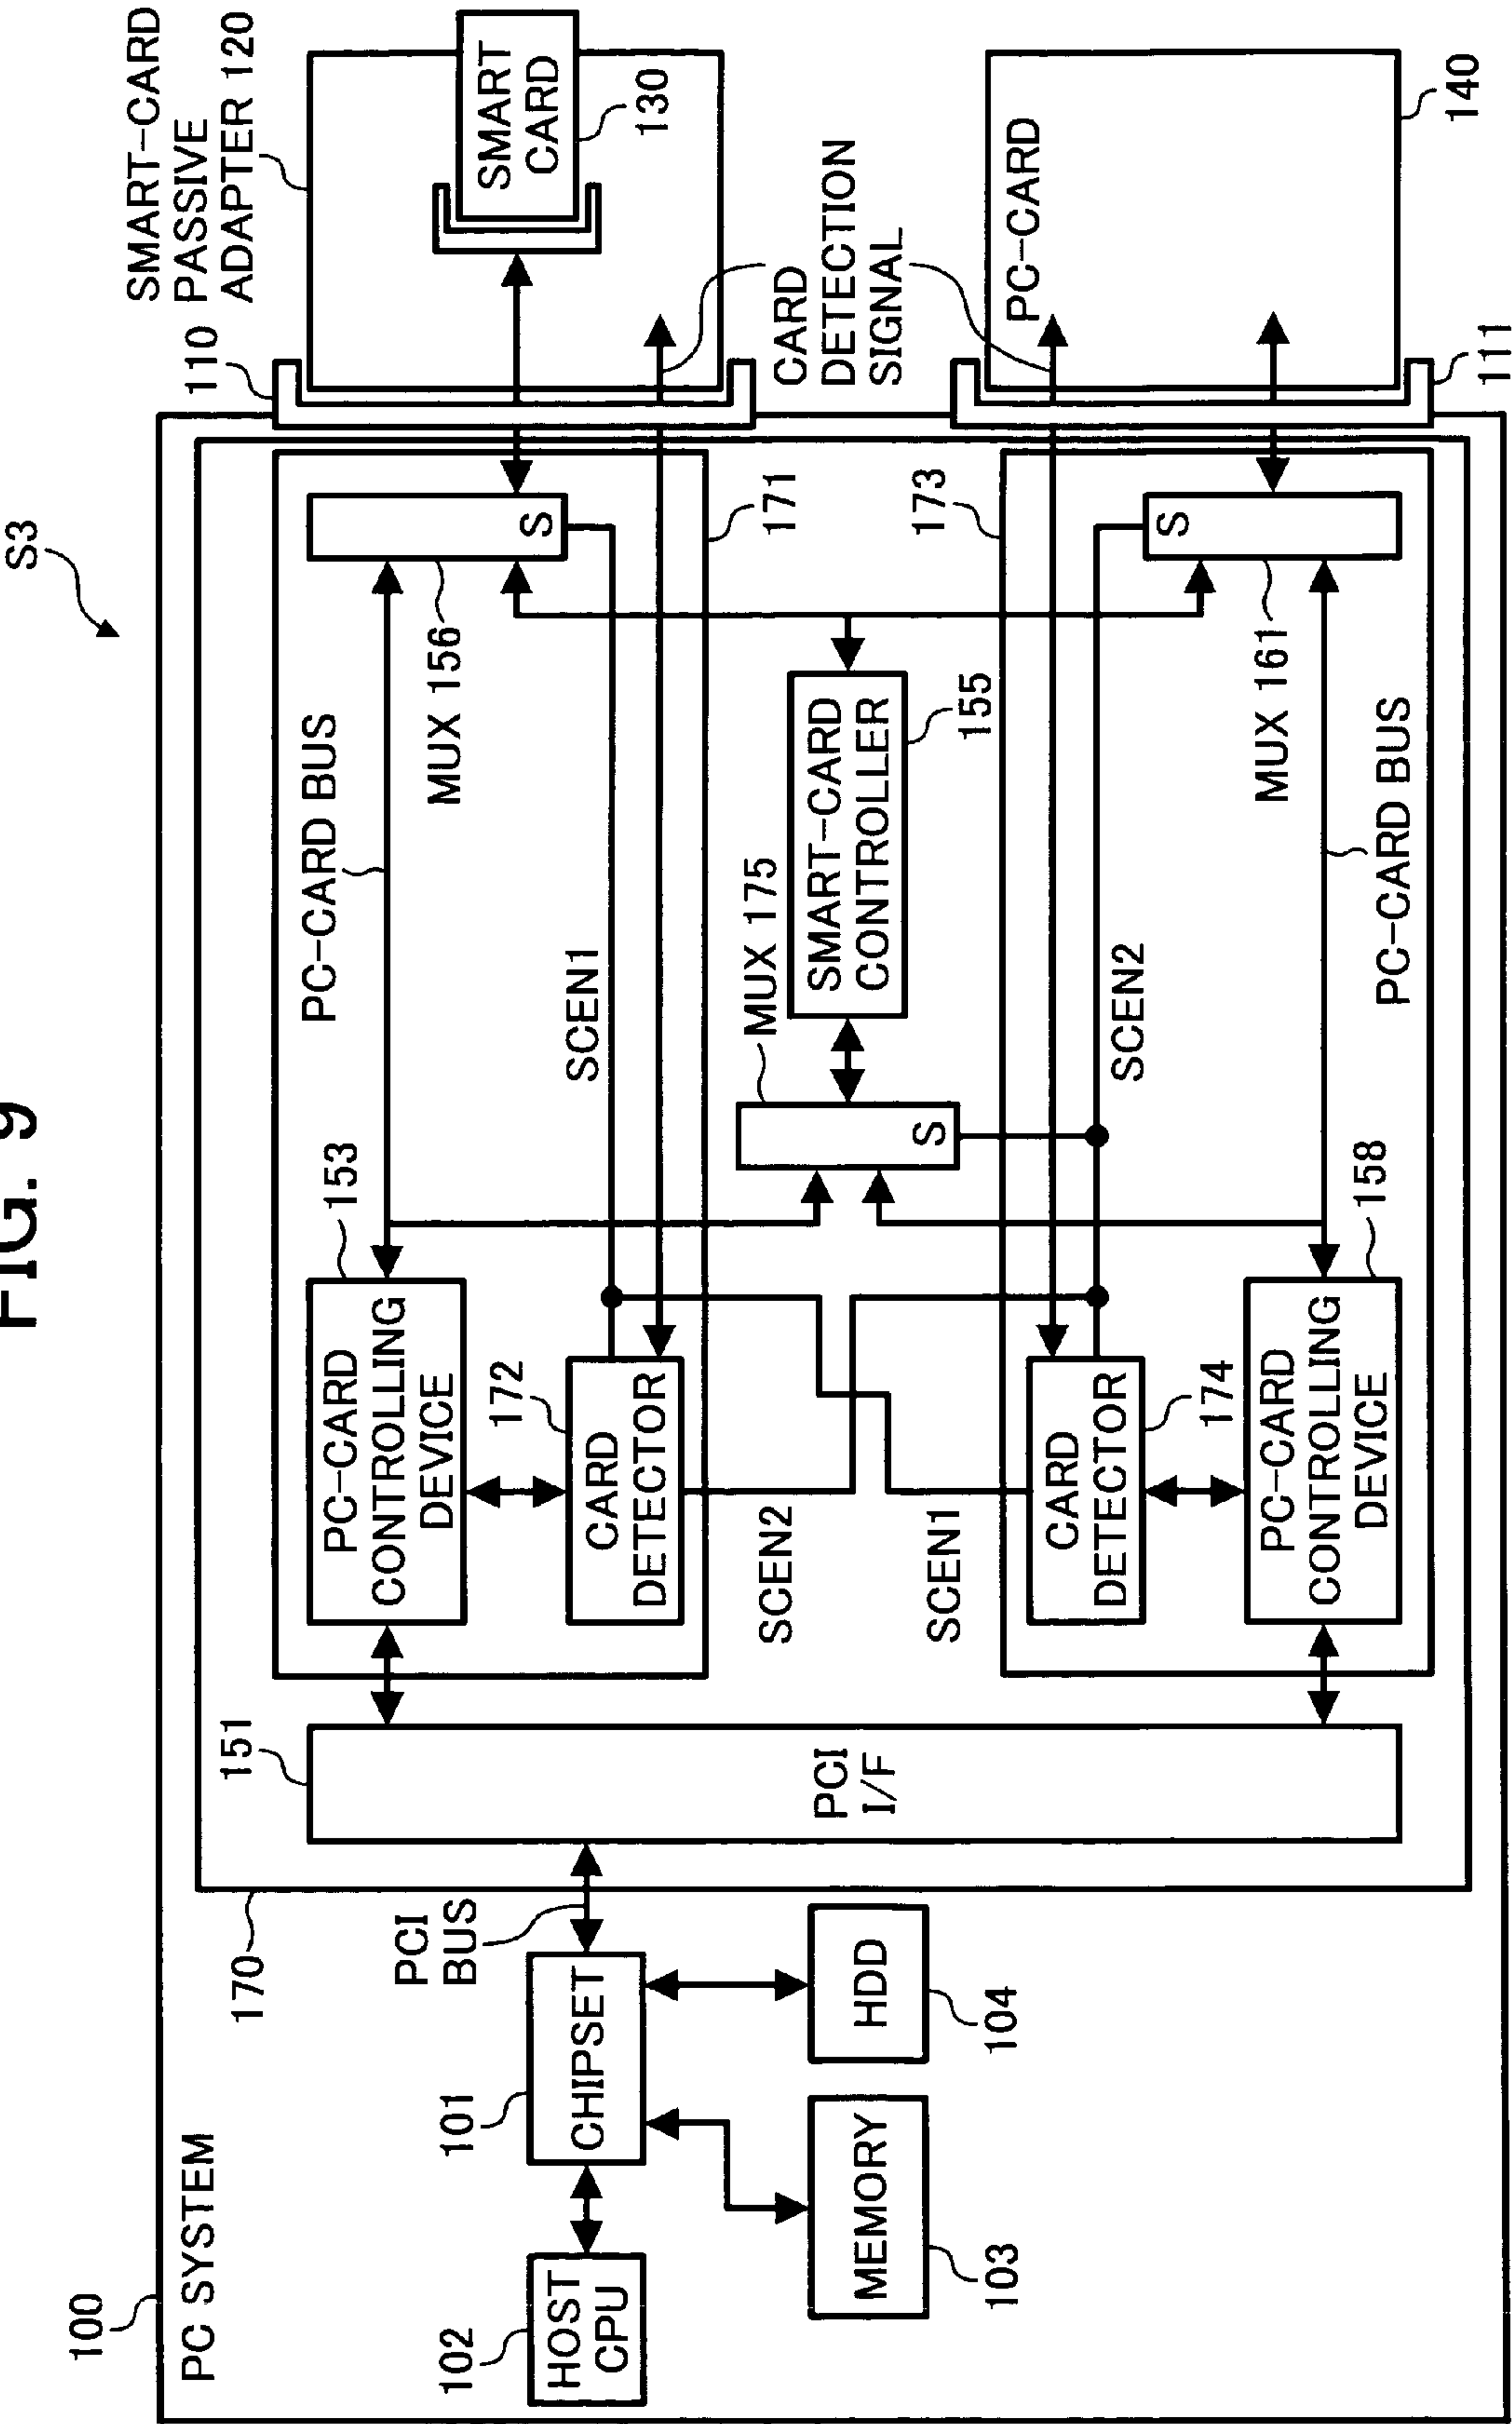 FIG. 9
S3
100
PC SYSTEM
170
151
PCI
I/F
PCI
BUS
101
CHIPSET
102
HOST
CPU
MEMORY
103
HDD
104
153
PC-CARD
CONTROLLING
DEVICE
172
CARD
DETECTOR
SCEN1
SCEN2
PC-CARD BUS
MUX 156
S
171
MUX 175
S
SMART-CARD
CONTROLLER
155
173
SCEN1
SCEN2
CARD
DETECTOR
174
PC-CARD
CONTROLLING
DEVICE
158
S
MUX 161
PC-CARD BUS
110
SMART-CARD
PASSIVE
ADAPTER 120
SMART
CARD
130
CARD
DETECTION
SIGNAL
PC-CARD
140
111